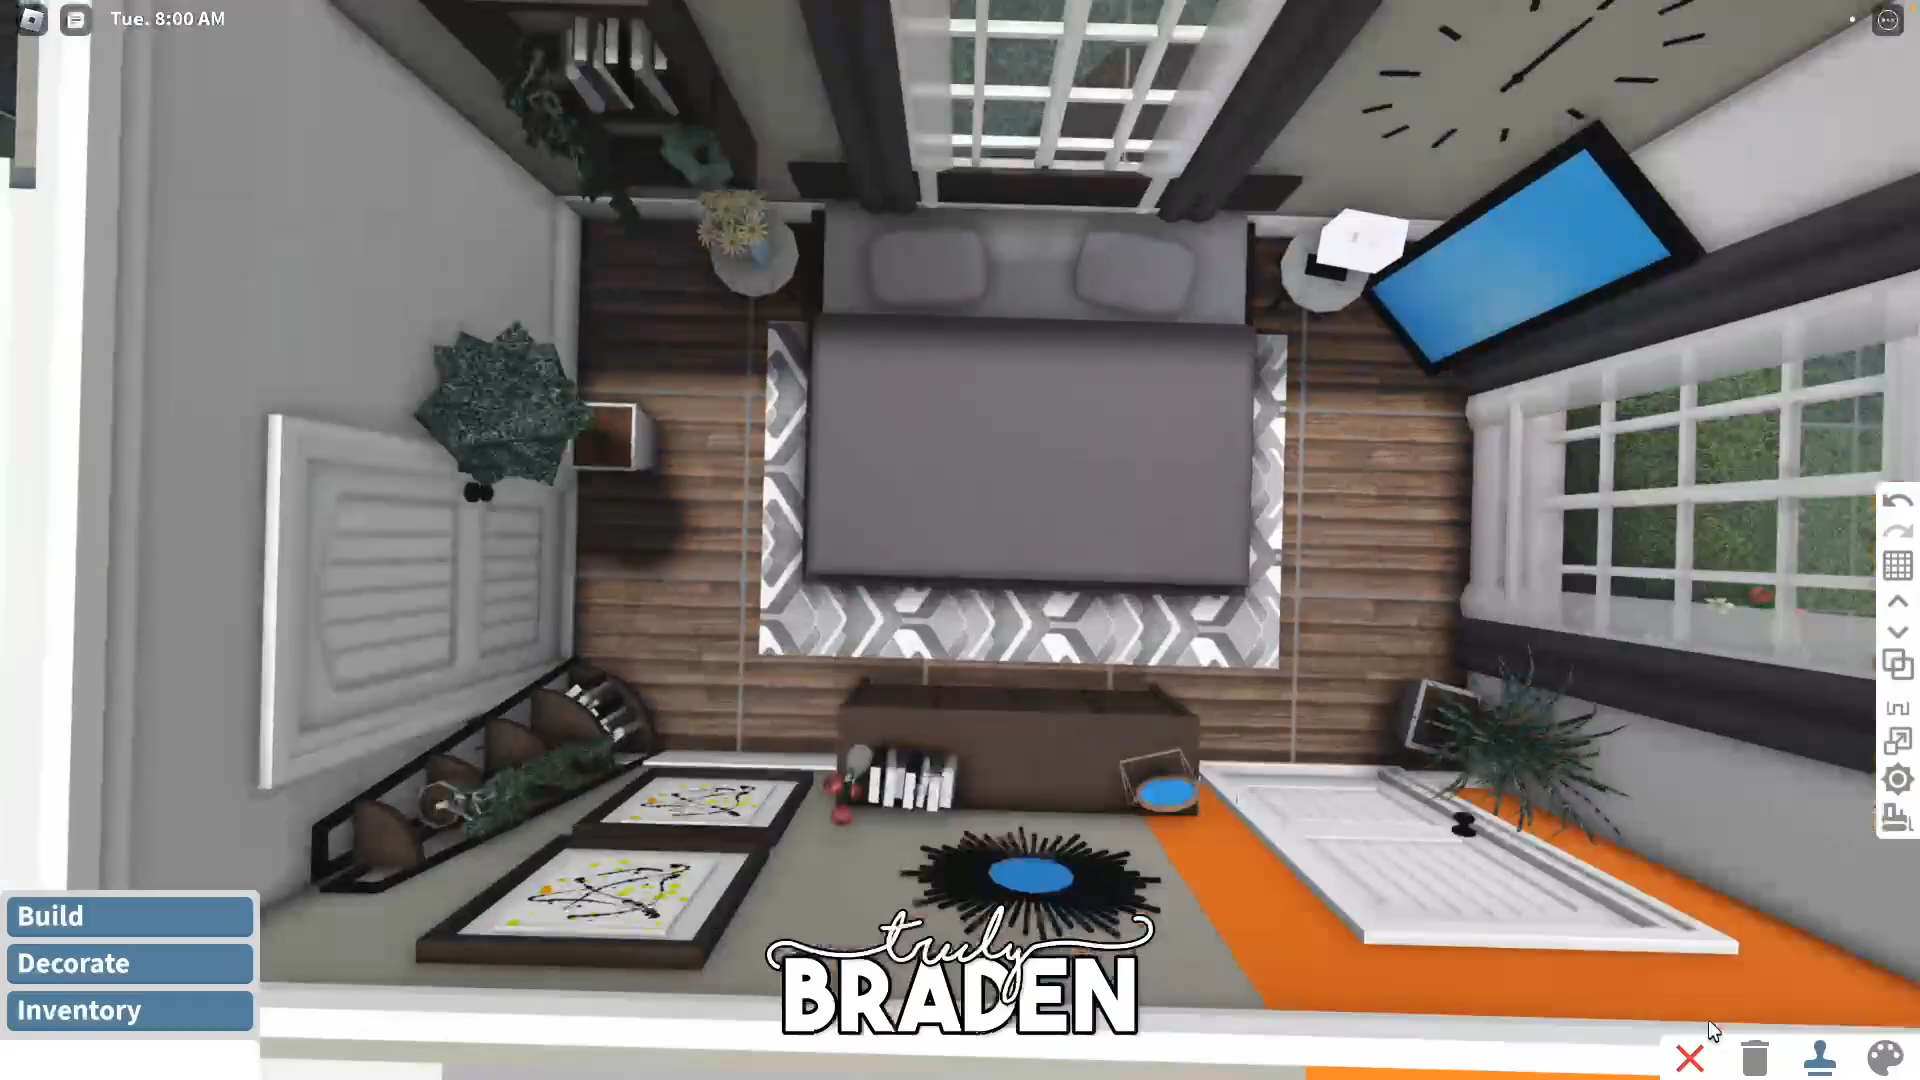 Tue. 8:00 AM
Build
Decorate
Inventory
truly
BRADEN